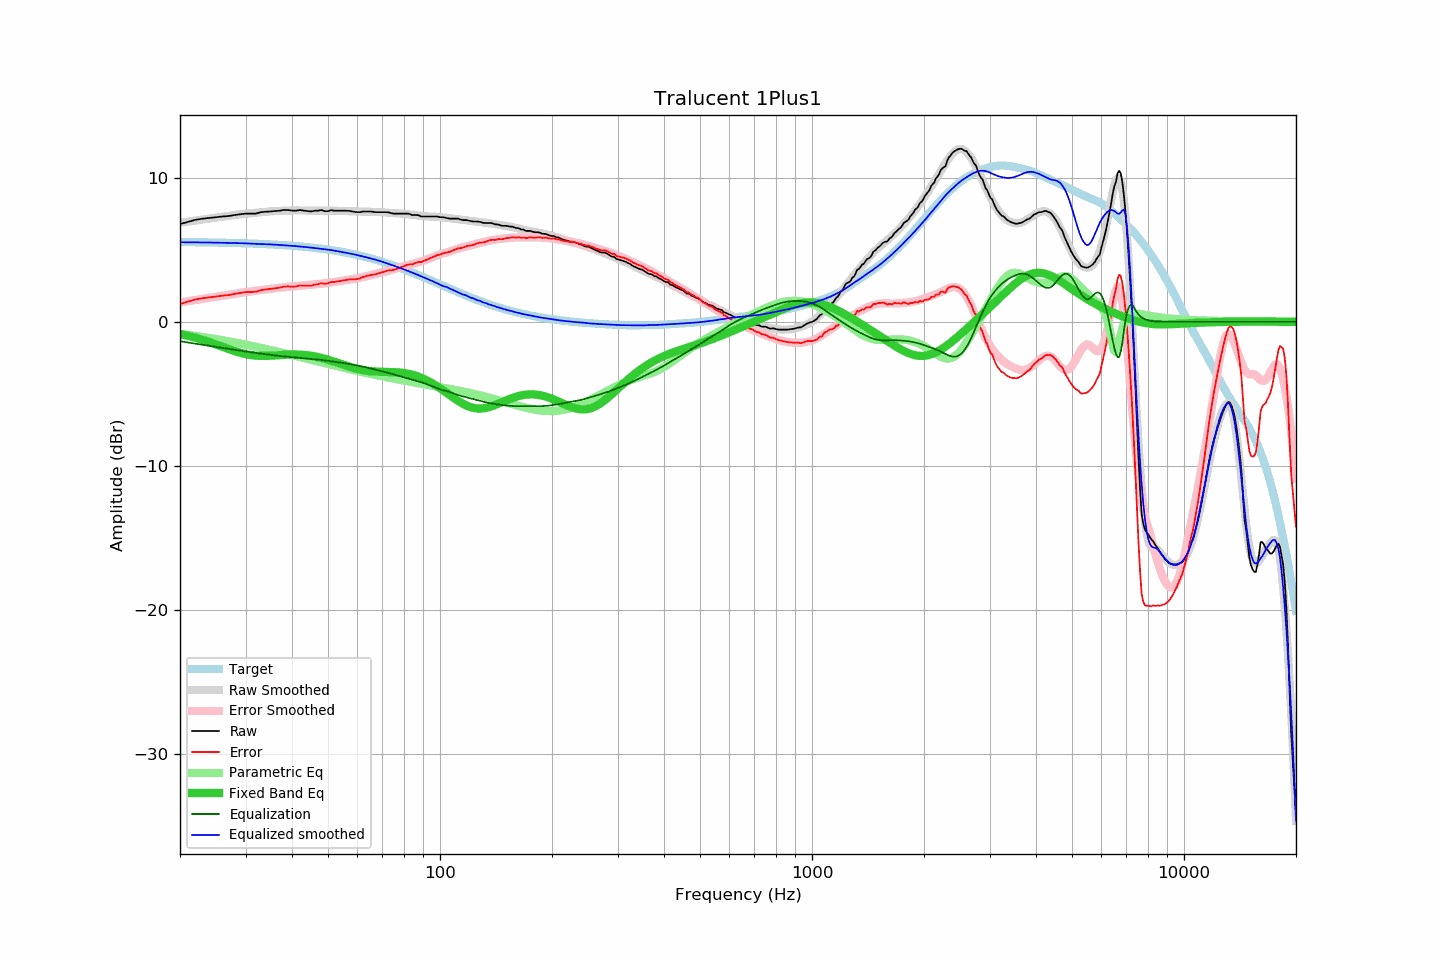 Tralucent 1Plus1
10
0
−10
−20
−30
Amplitude (dBr)
Target
Raw Smoothed
Error Smoothed
Raw
Error
Parametric Eq
Fixed Band Eq
Equalization
Equalized smoothed
100
1000
10000
Frequency (Hz)